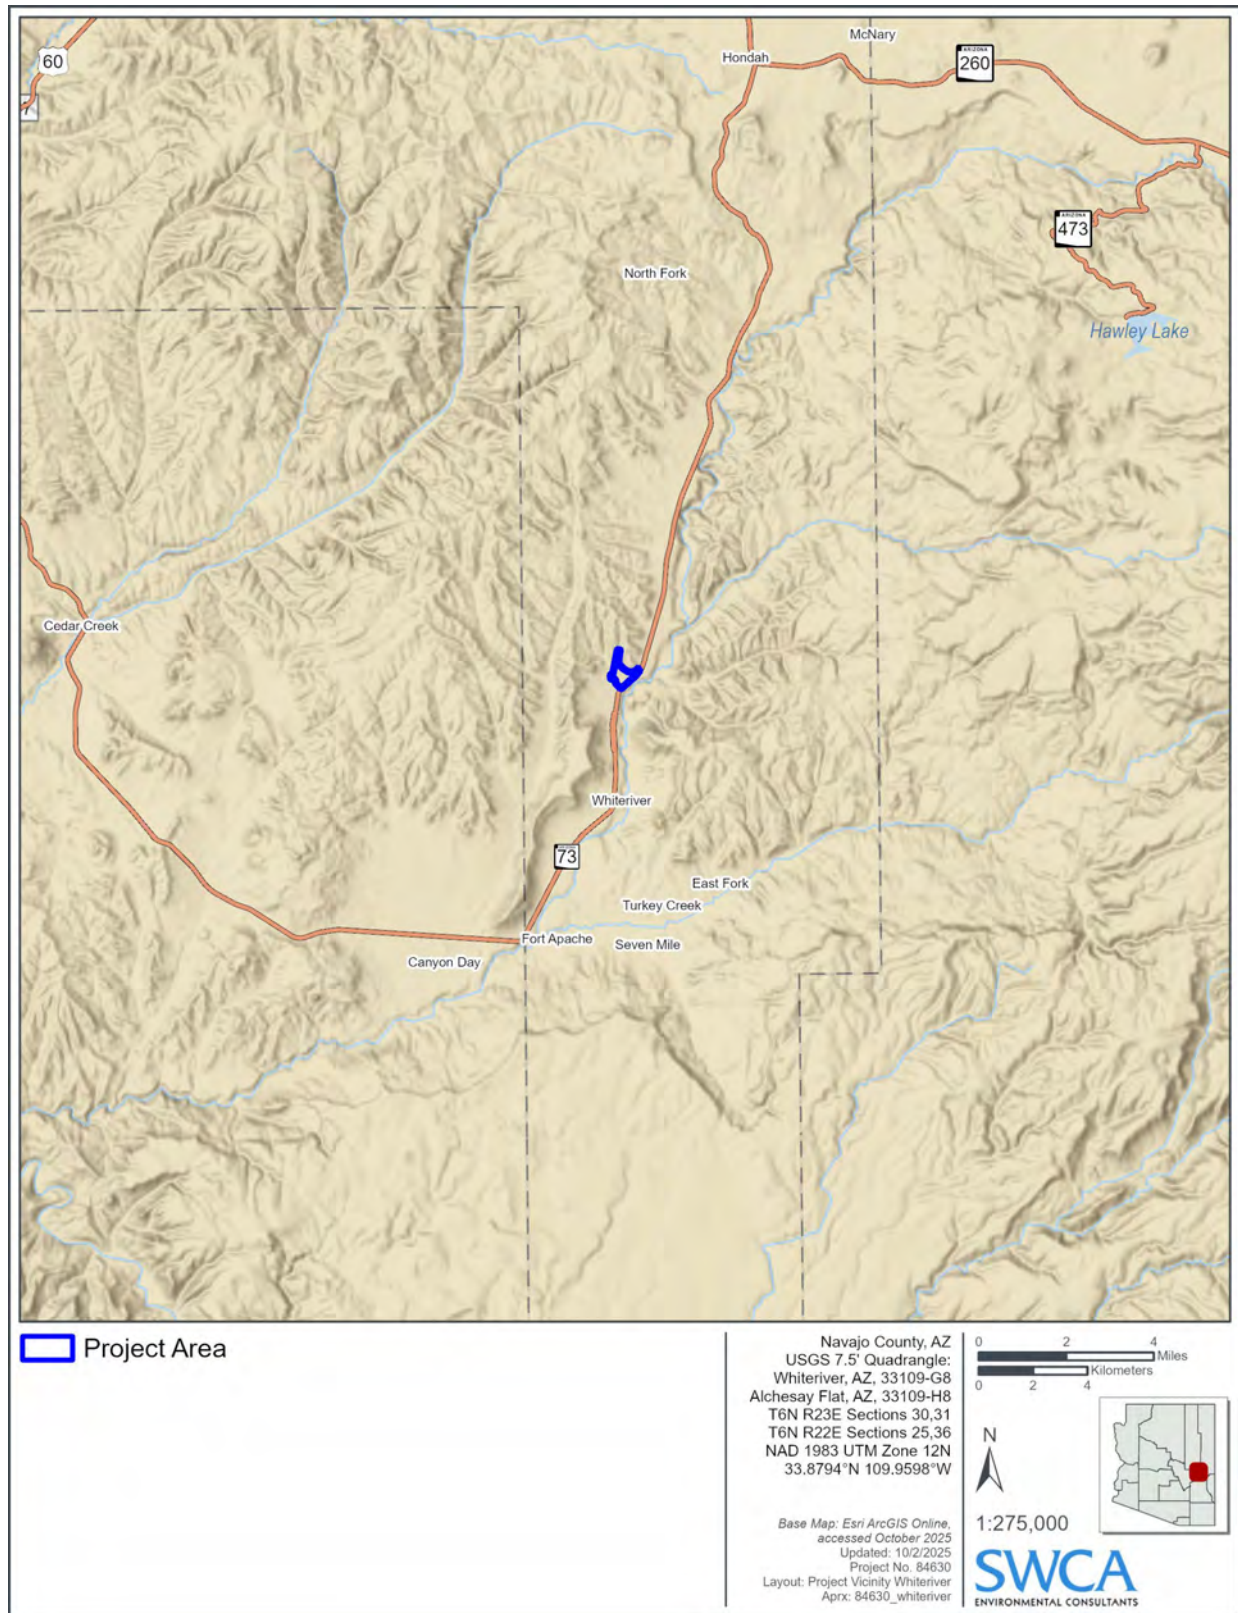 McNary
60
Hondah
ARIZONA
260
7
ARIZONA
473
North Fork
Hawley Lake
Cedar Creek
Whiteriver
73
East Fork
Turkey Creek
Fort Apache
Seven Mile
Canyon Day
Project Area
Navajo County, AZ
USGS 7.5' Quadrangle:
Whiteriver, AZ, 33109-G8
Alchesay Flat, AZ, 33109-H8
T6N R23E Sections 30,31
T6N R22E Sections 25,36
NAD 1983 UTM Zone 12N
33.8794°N 109.9598°W
Base Map: Esri ArcGIS Online,
accessed October 2025
Updated: 10/2/2025
Project No. 84630
Layout: Project Vicinity Whiteriver
Aprx: 84630_whiteriver
0 2 4
Miles
Kilometers
0 2 4
N
1:275,000
SWCA
ENVIRONMENTAL CONSULTANTS